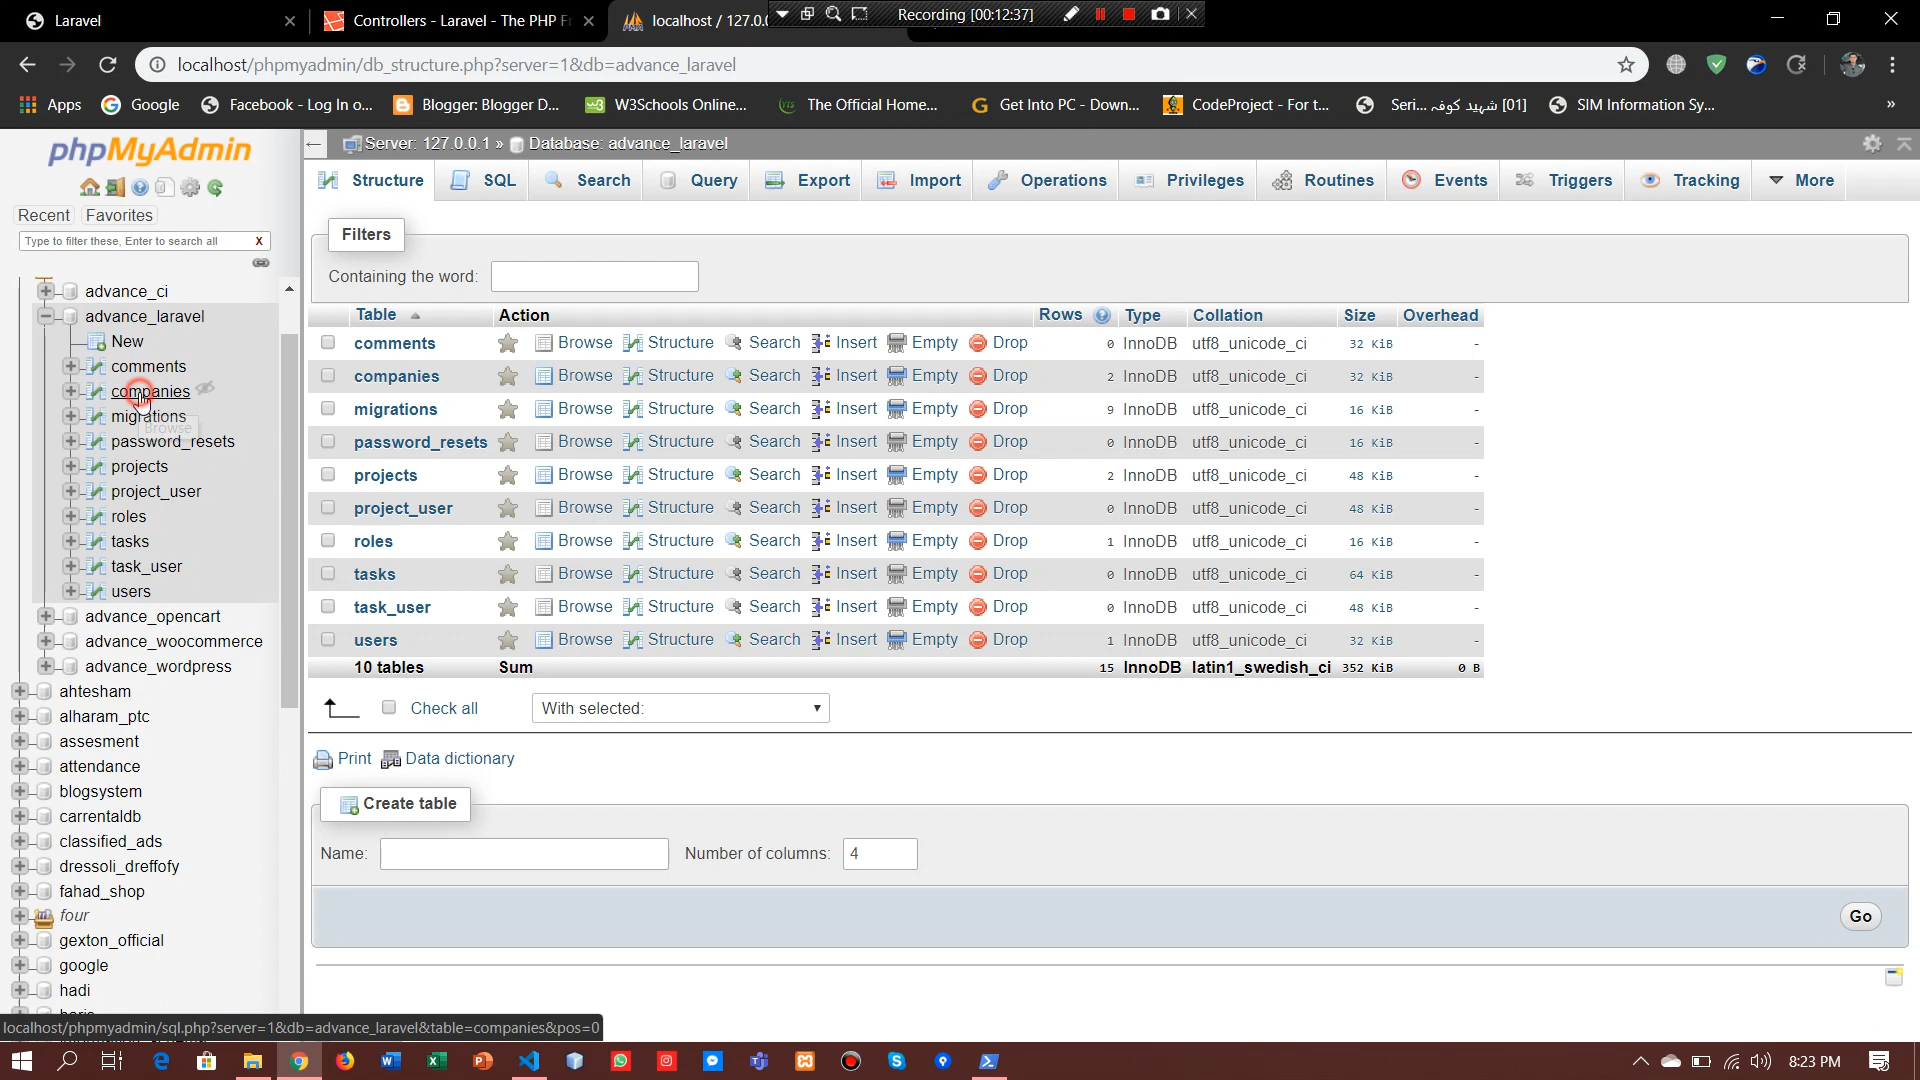 Laravel
Controllers - Laravel - The PHP F
localhost / 127.0.0
Recording [00:12:37]
localhost/phpmyadmin/db_structure.php?server=1&db=advance_laravel
Apps
Google
Facebook - Log In o...
Blogger: Blogger D...
W3Schools Online...
The Official Home...
Get Into PC - Down...
CodeProject - For t...
Seri... شهید کوفہ [01]
SIM Information Sy...
»
phpMyAdmin
Server: 127.0.0.1 » Database: advance_laravel
Structure
SQL
Search
Query
Export
Import
Operations
Privileges
Routines
Events
Triggers
Tracking
More
Recent
Favorites
Type to filter these, Enter to search all X
advance_ci
advance_laravel
New
comments
companies
migrations
Browse
password_resets
projects
project_user
roles
tasks
task_user
users
advance_opencart
advance_woocommerce
advance_wordpress
ahtesham
alharam_ptc
assesment
attendance
blogsystem
carrentaldb
classified_ads
dressoli_dreffofy
fahad_shop
four
gexton_official
google
hadi
Filters
Containing the word:
Table Action Rows Type Collation Size Overhead
comments Browse Structure Search Insert Empty Drop 0 InnoDB utf8_unicode_ci 32 KiB -
companies Browse Structure Search Insert Empty Drop 2 InnoDB utf8_unicode_ci 32 KiB -
migrations Browse Structure Search Insert Empty Drop 9 InnoDB utf8_unicode_ci 16 KiB -
password_resets Browse Structure Search Insert Empty Drop 0 InnoDB utf8_unicode_ci 16 KiB -
projects Browse Structure Search Insert Empty Drop 2 InnoDB utf8_unicode_ci 48 KiB -
project_user Browse Structure Search Insert Empty Drop 0 InnoDB utf8_unicode_ci 48 KiB -
roles Browse Structure Search Insert Empty Drop 1 InnoDB utf8_unicode_ci 16 KiB -
tasks Browse Structure Search Insert Empty Drop 0 InnoDB utf8_unicode_ci 64 KiB -
task_user Browse Structure Search Insert Empty Drop 0 InnoDB utf8_unicode_ci 48 KiB -
users Browse Structure Search Insert Empty Drop 1 InnoDB utf8_unicode_ci 32 KiB -
10 tables Sum 15 InnoDB latin1_swedish_ci 352 KiB 0 B
Check all
With selected:
Print
Data dictionary
Create table
Name:
Number of columns: 4
Go
localhost/phpmyadmin/sql.php?server=1&db=advance_laravel&table=companies&pos=0
8:23 PM